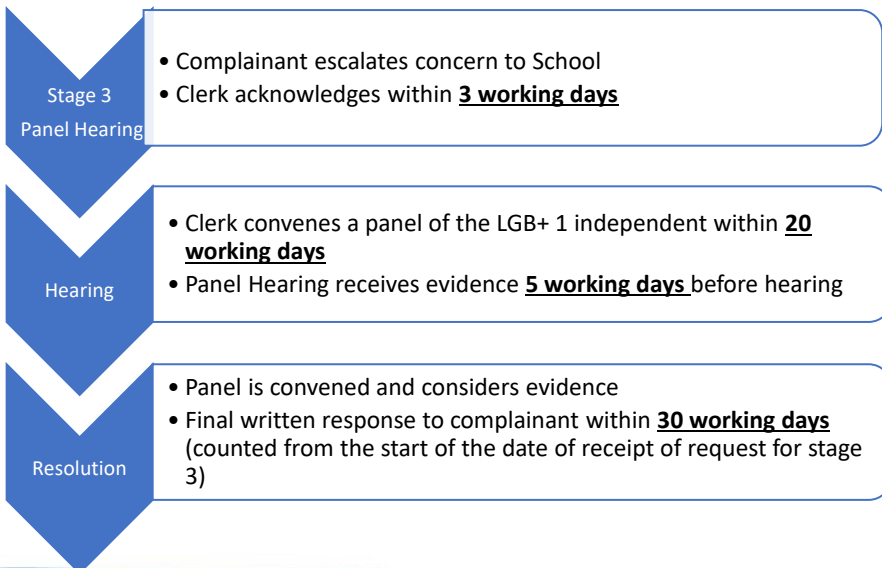 Stage 3
Panel Hearing
• Complainant escalates concern to School
• Clerk acknowledges within 3 working days
Hearing
• Clerk convenes a panel of the LGB+ 1 independent within 20
working days
• Panel Hearing receives evidence 5 working days before hearing
Resolution
• Panel is convened and considers evidence
• Final written response to complainant within 30 working days
(counted from the start of the date of receipt of request for stage
3)